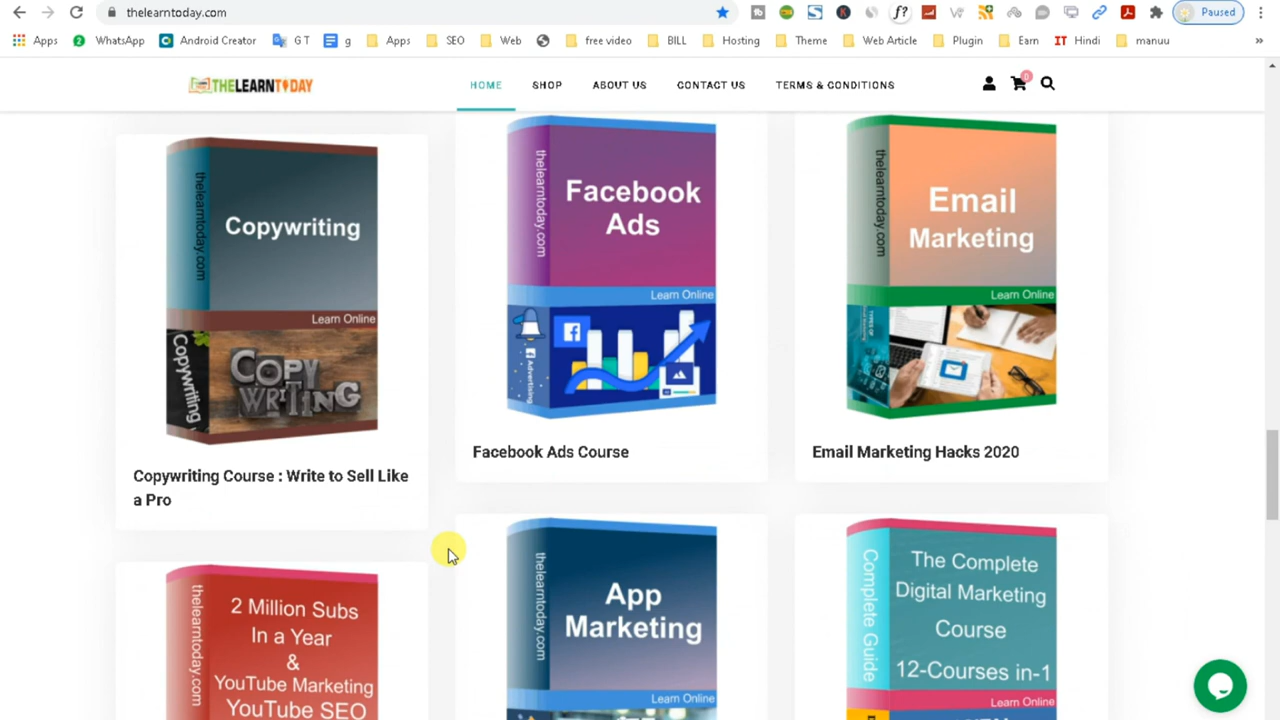 thelearntoday.com
Paused
Apps
WhatsApp
Android Creator
G T
g
Apps
SEO
Web
free video
BILL
Hosting
Theme
Web Article
Plugin
Earn
IT Hindi
manuu
»
THELEARNTODAY
HOME
SHOP
ABOUT US
CONTACT US
TERMS & CONDITIONS
0
thelearntoday.com
Copywriting
Learn Online
Copywriting
COPY
WRITING
Copywriting Course : Write to Sell Like
a Pro
thelearntoday.com
Facebook
Ads
Learn Online
Advertising
Facebook Ads Course
thelearntoday.com
Email
Marketing
Learn Online
Email Marketing Hacks 2020
thelearntoday.com
2 Million Subs
In a Year
&
YouTube Marketing
YouTube SEO
thelearntoday.com
App
Marketing
Learn Online
Complete Guide
The Complete
Digital Marketing
Course
12-Courses in-1
Learn Online